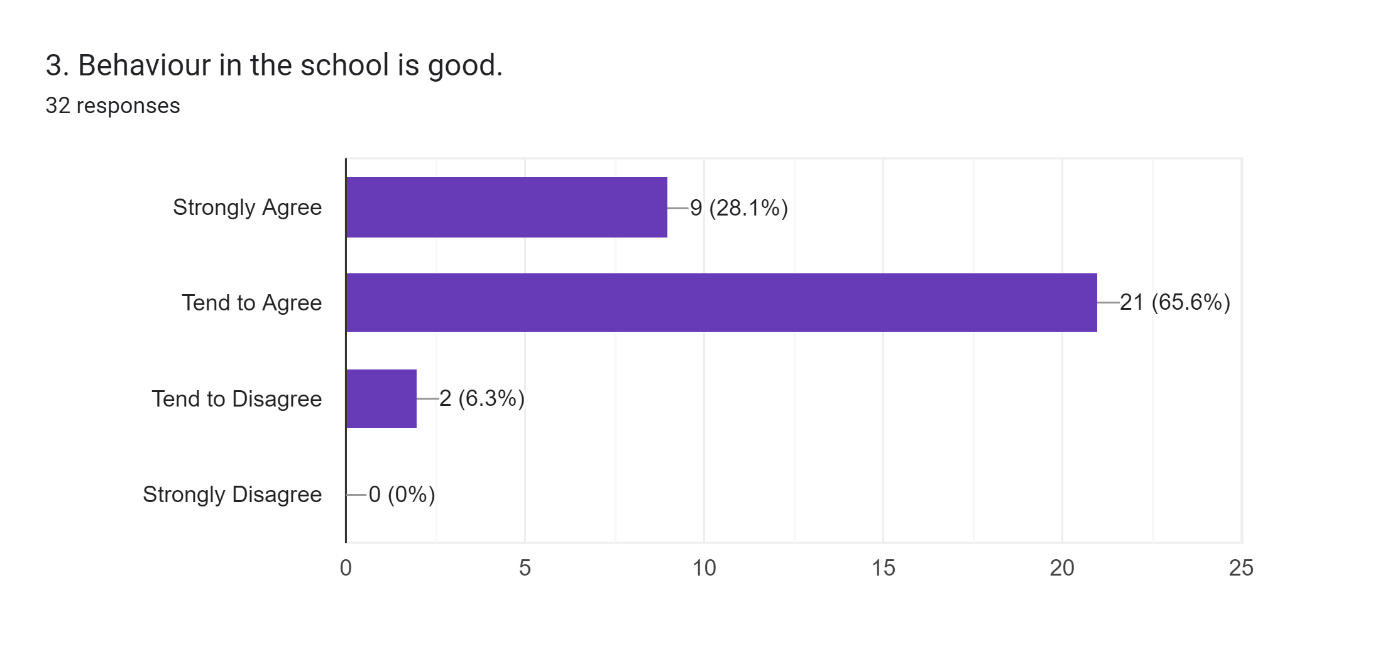 3. Behaviour in the school is good.
32 responses
Strongly Agree
9 (28.1%)
Tend to Agree
21 (65.6%)
Tend to Disagree
2 (6.3%)
Strongly Disagree
0 (0%)
0 5 10 15 20 25